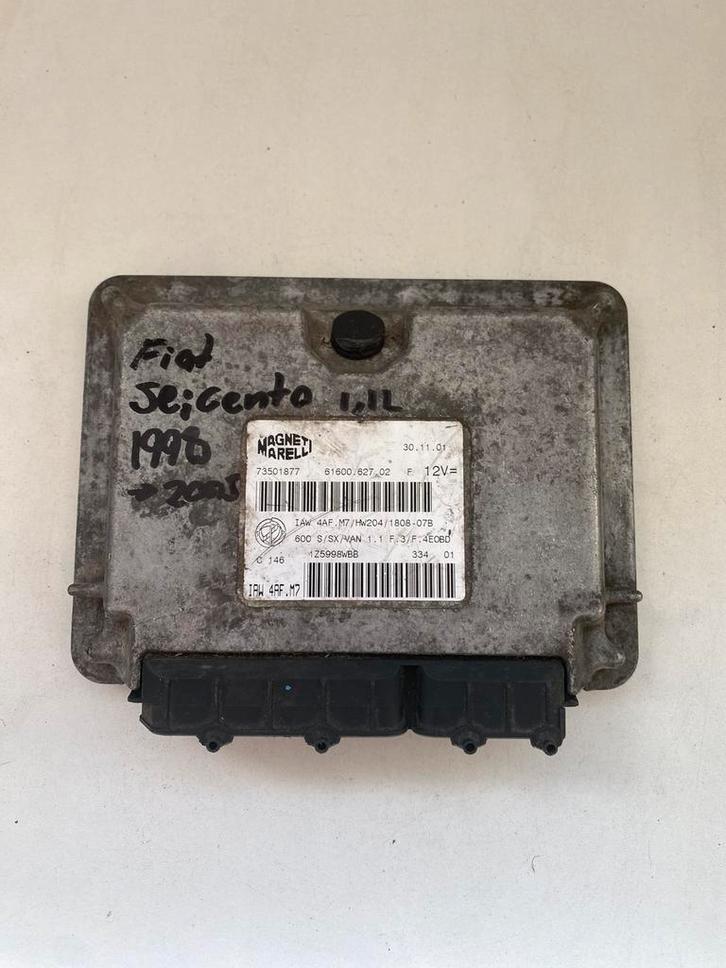 Fiat
Seicento 1,1L
1998
→ 2005
MAGNETI
MARELLI
30.11.01
73501877 61600.627.02 F 12V=
IAW 4AF.M7/HW204/1808-07B
600 S/SX/VAN 1.1 F.3/F.4EOBD
C 146 1Z5998WBB 334 01
IAW 4AF.M7